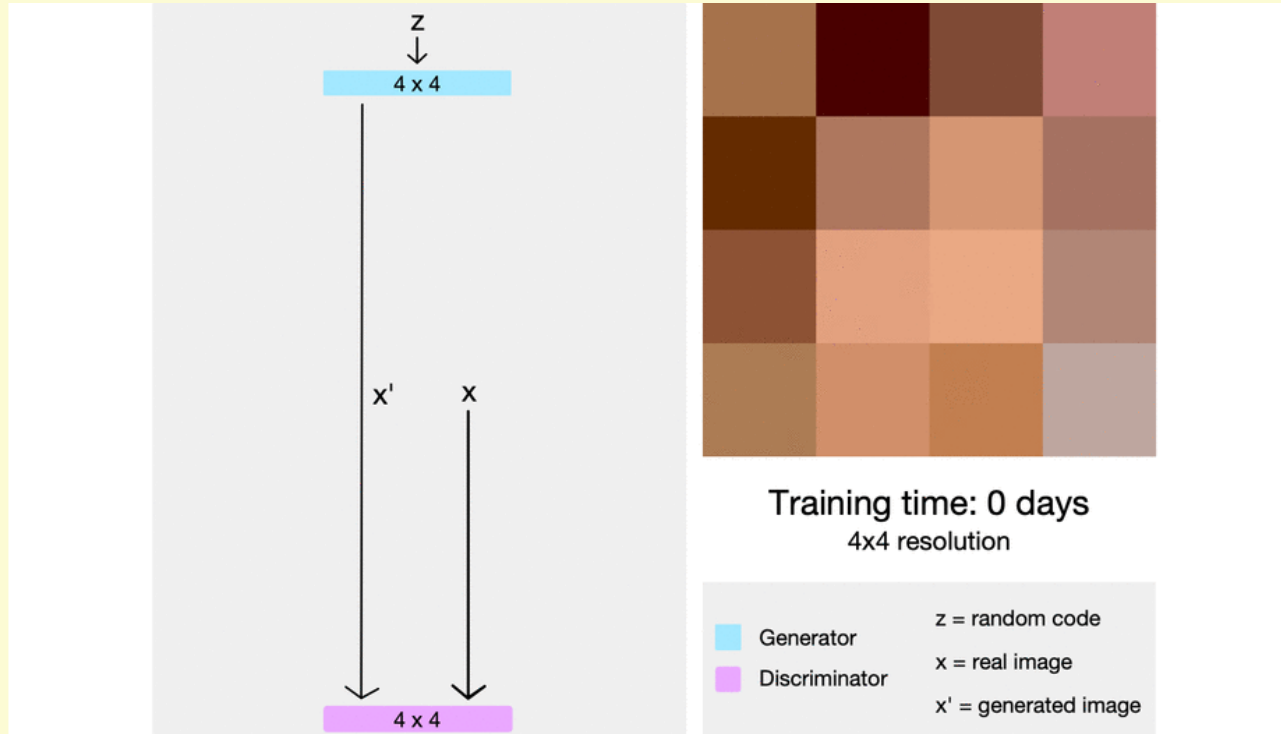 z
4 x 4
x'
x
4 x 4
Training time: 0 days
4x4 resolution
Generator
Discriminator
z = random code
x = real image
x' = generated image